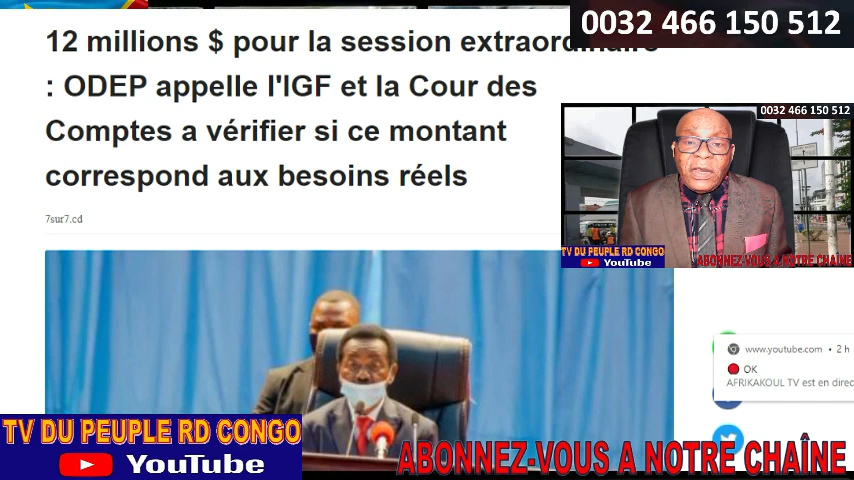 0032 466 150 512
12 millions $ pour la session extraordinaire
: ODEP appelle l'IGF et la Cour des
Comptes a vérifier si ce montant
correspond aux besoins réels
7sur7.cd
0032 466 150 512
TV DU PEUPLE RD CONGO
YouTube
ABONNEZ-VOUS A NOTRE CHAÎNE
www.youtube.com • 2 h
OK
AFRIKAKOUL TV est en direc
TV DU PEUPLE RD CONGO
YouTube
ABONNEZ-VOUS A NOTRE CHAÎNE